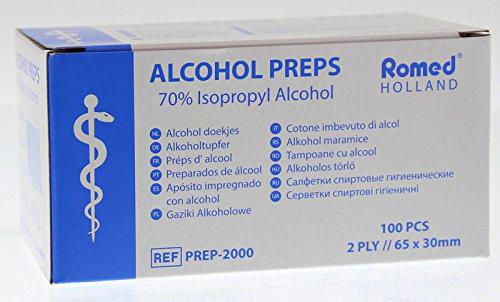 ALCOHOL PREPS
70% Isopropyl Alcohol
Romed®
HOLLAND
NL Alcohol doekjes
DE Alkoholtupfer
FR Préps d' alcool
PT Preparados de álcool
ES Apósito impregnado
con alcohol
PL Gaziki Alkoholowe
IT Cotone imbevuto di alcol
RS Alkohol maramice
RO Tampoane cu alcool
HU Alkoholos törlő
RU Салфетки спиртовые гигиенические
UA Серветки спиртові гігієнічні
REF PREP-2000
100 PCS
2 PLY // 65 x 30mm